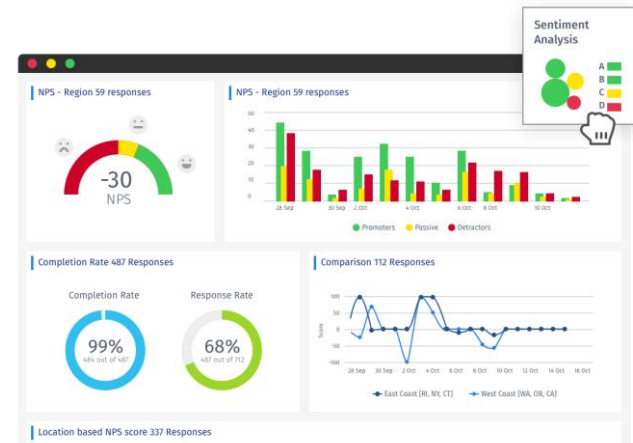 Sentiment
Analysis
A
B
C
D
NPS - Region 59 responses
-30
NPS
NPS - Region 59 responses
50
40
30
20
10
0
28 Sep
30 Sep
2 Oct
4 Oct
6 Oct
8 Oct
10 Oct
Promoters
Passive
Detractors
Completion Rate 487 Responses
Completion Rate
99%
484 out of 487
Response Rate
68%
487 out of 712
Comparison 112 Responses
Score
100
50
0
-50
-100
28 Sep
30 Sep
2 Oct
4 Oct
6 Oct
8 Oct
10 Oct
12 Oct
14 Oct
16 Oct
East Coast [RI, NY, CT]
West Coast [WA, OR, CA]
Location based NPS score 337 Responses